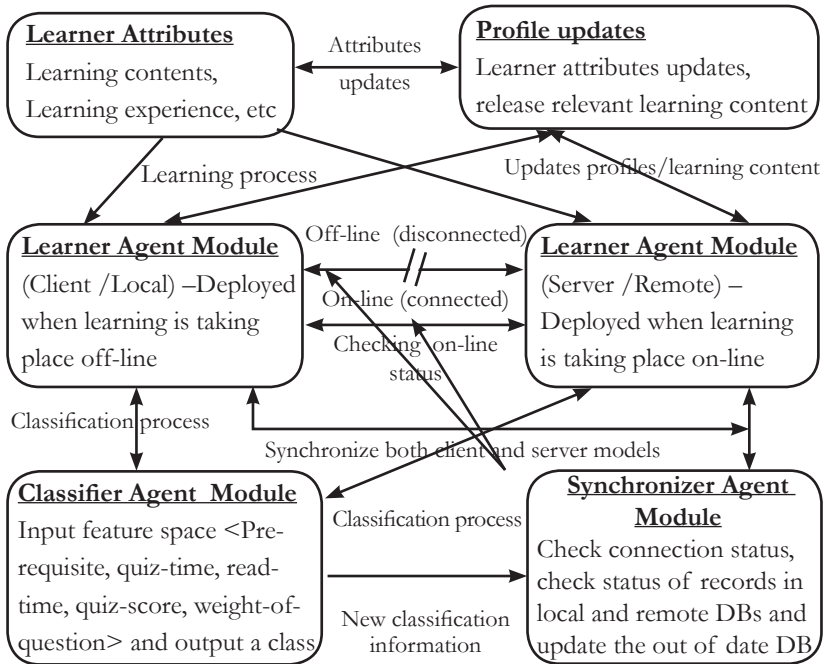 Learner Attributes
Learning contents,
Learning experience, etc
Attributes
updates
Profile updates
Learner attributes updates,
release relevant learning content
Learning process
Updates profiles/learning content
Learner Agent Module
(Client /Local) –Deployed
when learning is taking
place off-line
Off-line (disconnected)
On-line (connected)
Checking on-line
status
Learner Agent Module
(Server /Remote) –
Deployed when learning
is taking place on-line
Classification process
Synchronize both client and server models
Classifier Agent Module
Input feature space <Pre-
requisite, quiz-time, read-
time, quiz-score, weight-of-
question> and output a class
Classification process
New classification
information
Synchronizer Agent
Module
Check connection status,
check status of records in
local and remote DBs and
update the out of date DB